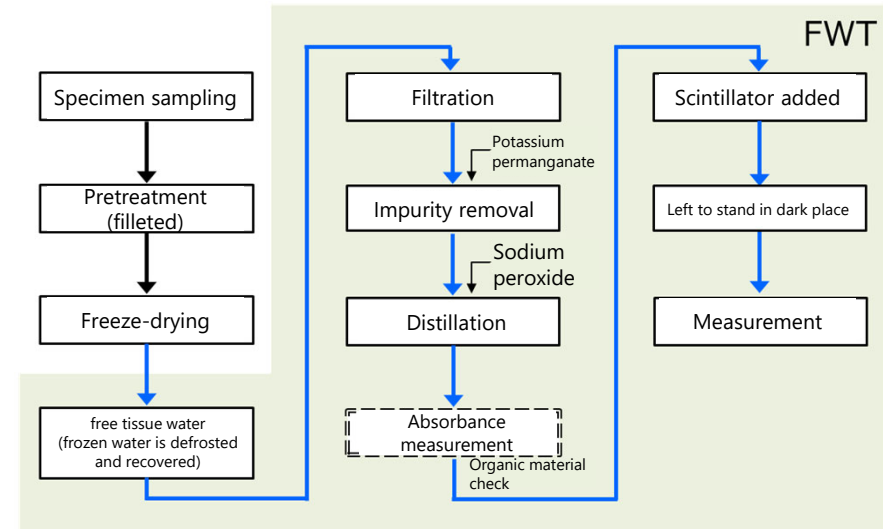 FWT
Specimen sampling
Pretreatment
(filleted)
Freeze-drying
free tissue water
(frozen water is defrosted
and recovered)
Filtration
Potassium
permanganate
Impurity removal
Sodium
peroxide
Distillation
Absorbance
measurement
Organic material
check
Scintillator added
Left to stand in dark place
Measurement